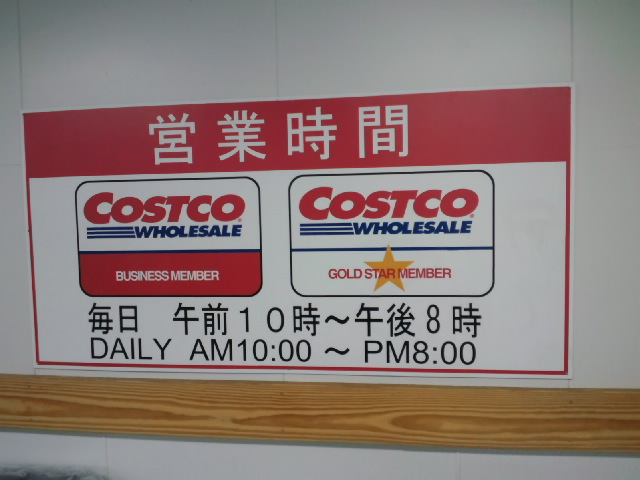 営業時間
COSTCO
WHOLESALE
BUSINESS MEMBER
COSTCO
WHOLESALE
GOLD STAR MEMBER
毎日 午前10時～午後8時
DAILY AM10:00 ～ PM8:00